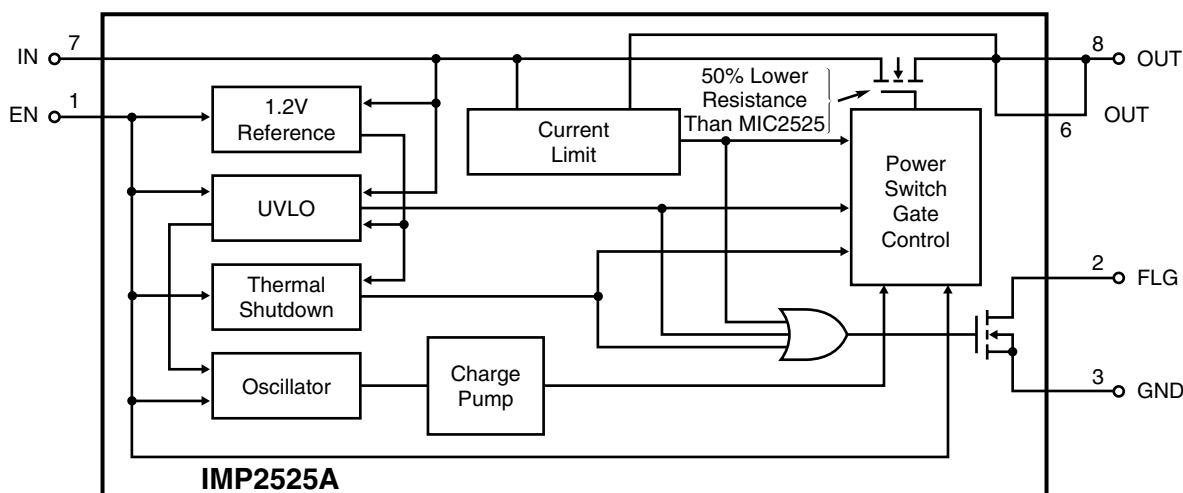 IN
7
EN
1
1.2V
Reference
UVLO
Thermal
Shutdown
Oscillator
Charge
Pump
Current
Limit
50% Lower
Resistance
Than MIC2525
Power
Switch
Gate
Control
8
OUT
6
OUT
2
FLG
3
GND
IMP2525A